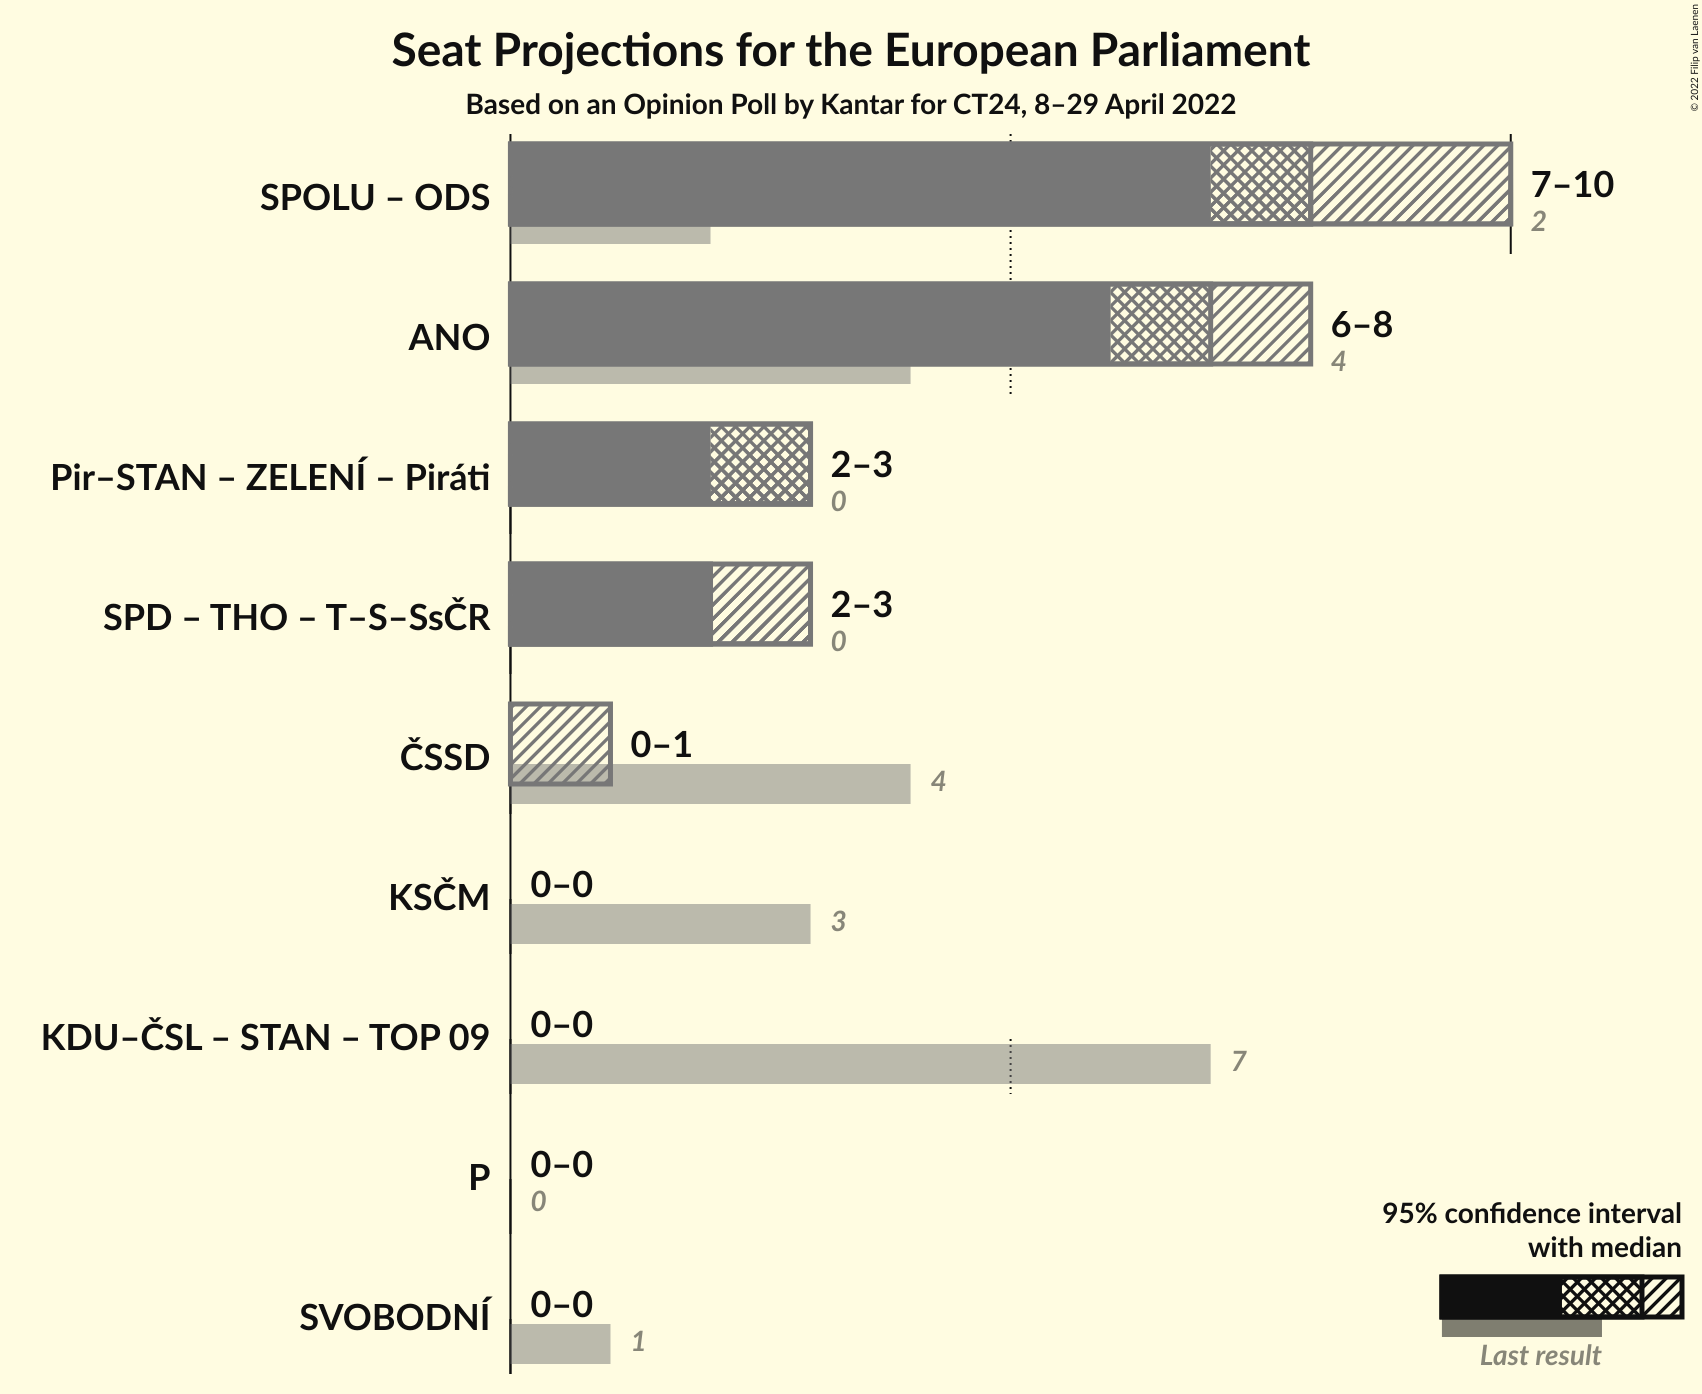 Seat Projections for the European Parliament
Based on an Opinion Poll by Kantar for CT24, 8–29 April 2022
© 2022 Filip van Laenen
SPOLU – ODS
7–10
2
ANO
6–8
4
Pir–STAN – ZELENÍ – Piráti
2–3
0
SPD – THO – T–S–SsČR
2–3
0
ČSSD
0–1
4
KSČM
0–0
3
KDU–ČSL – STAN – TOP 09
0–0
7
P
0–0
0
SVOBODNÍ
0–0
1
95% confidence interval
with median
Last result